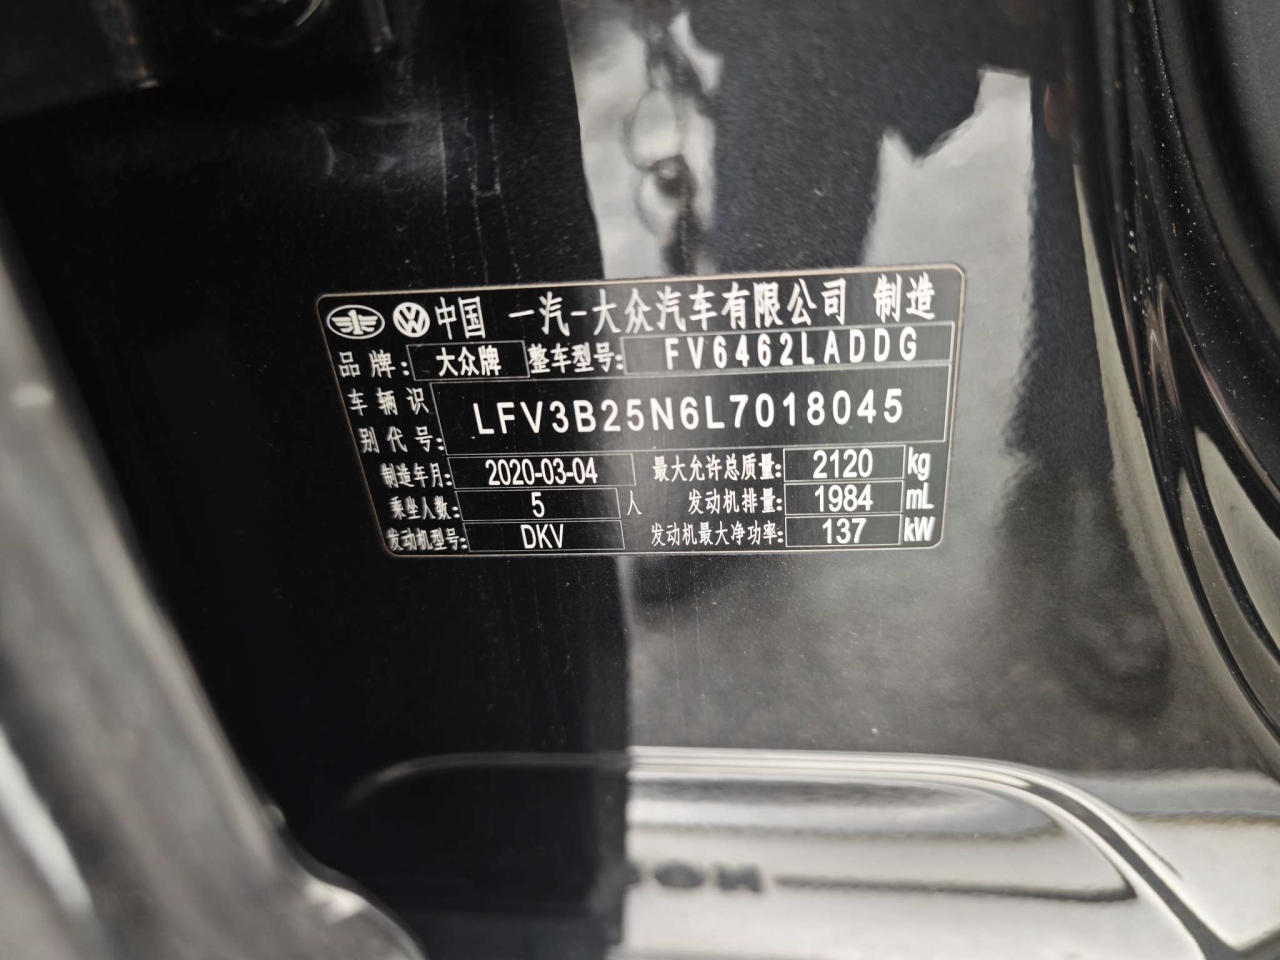 中国 一汽-大众汽车有限公司 制造
品牌: 大众牌 整车型号: FV6462LADDG
车辆识别代号: LFV3B25N6L7018045
制造年月: 2020-03-04 最大允许总质量: 2120 kg
乘坐人数: 5 人 发动机排量: 1984 mL
发动机型号: DKV 发动机最大净功率: 137 kW